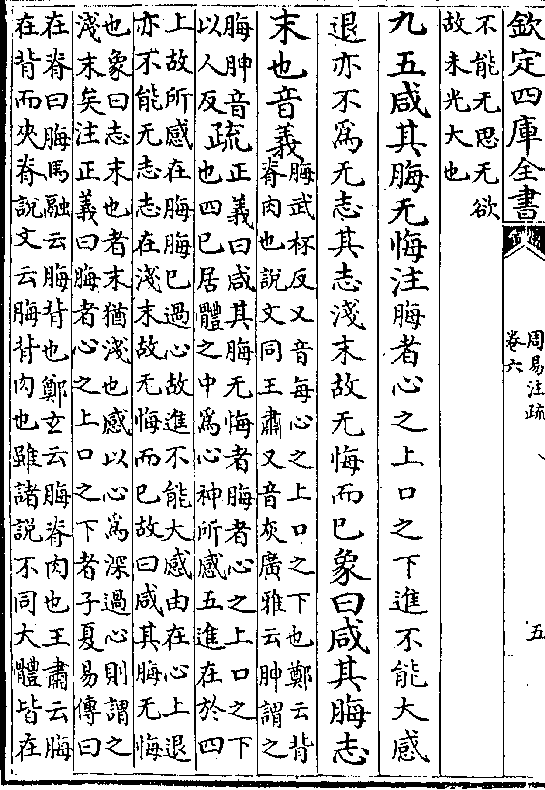 欽定四庫全書
周易注疏
卷六
五
不能无思无欲
故未光大也
九五咸其脢无悔注脢者心之上口之下進不能大感
退亦不為无志其志淺末故无悔而已象曰咸其脢志
末也音義
脢武杯反又音每心之上口之下也鄭云背
脊肉也說文同王肅又音灰廣雅云胂謂之
脢胂音
疏
正義曰咸其脢无悔者脢者心之上口之下
以人反
也四已居體之中為心神所感五進在於四
上故所感在脢脢已過心故進不能大感由在心上退
亦不能无志志在淺末故无悔而已故曰咸其脢无悔
也象曰志末也者末猶淺也感以心為深過心則謂之
淺末矣注正義曰脢者心之上口之下者子夏易傳曰
在脊曰脢馬融云脢背也鄭玄云脢脊肉也王肅云脢
在背而夾脊說文云脢背肉也雖諸說不同大體皆在